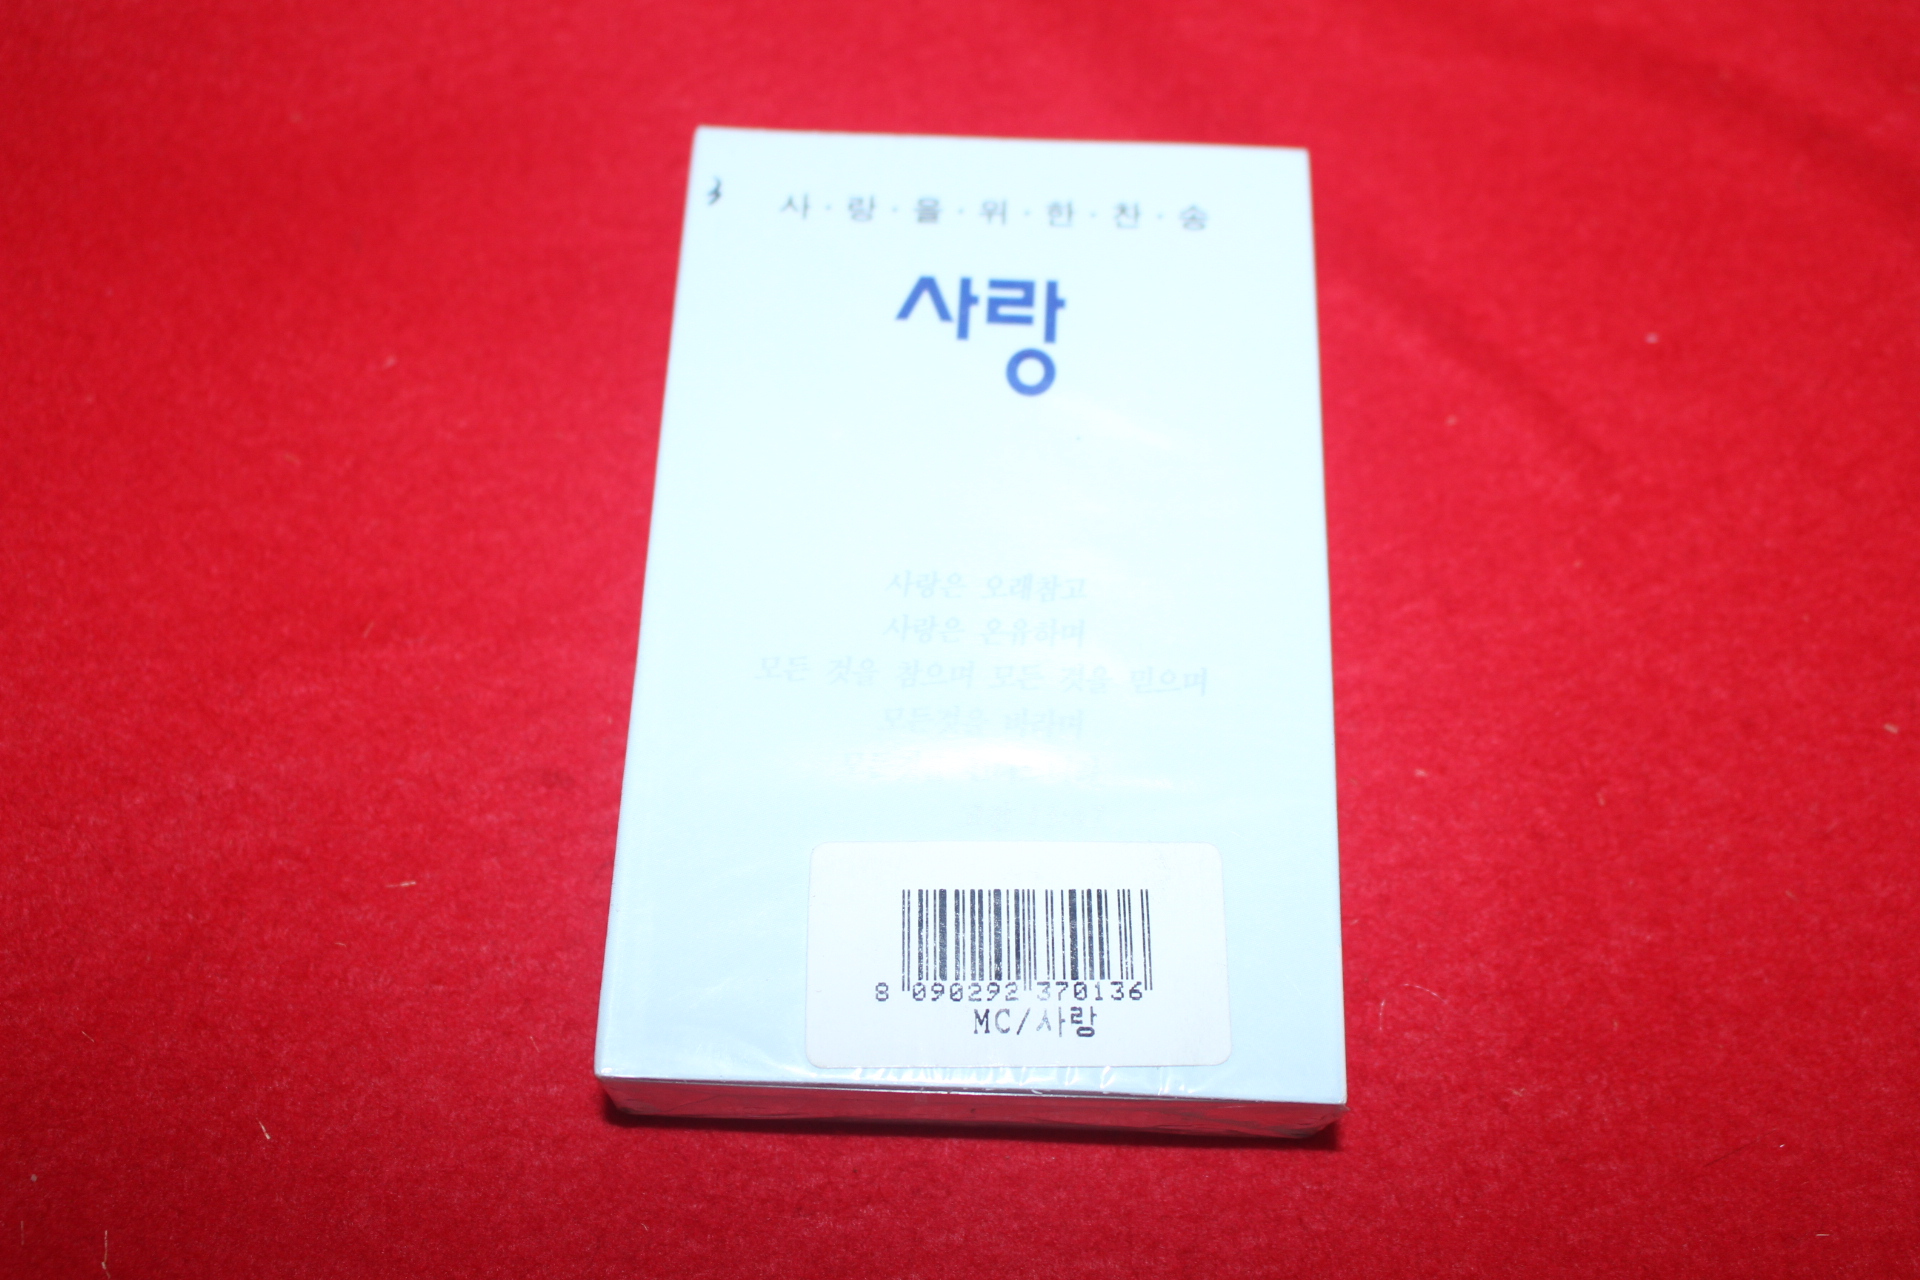 사·랑·을·위·한·찬·송
사랑
사랑은 오래참고
사랑은 온유하며
모든 것을 참으며 모든 것을 믿으며
모든것을 바라며
8 090292 370136
MC/사랑